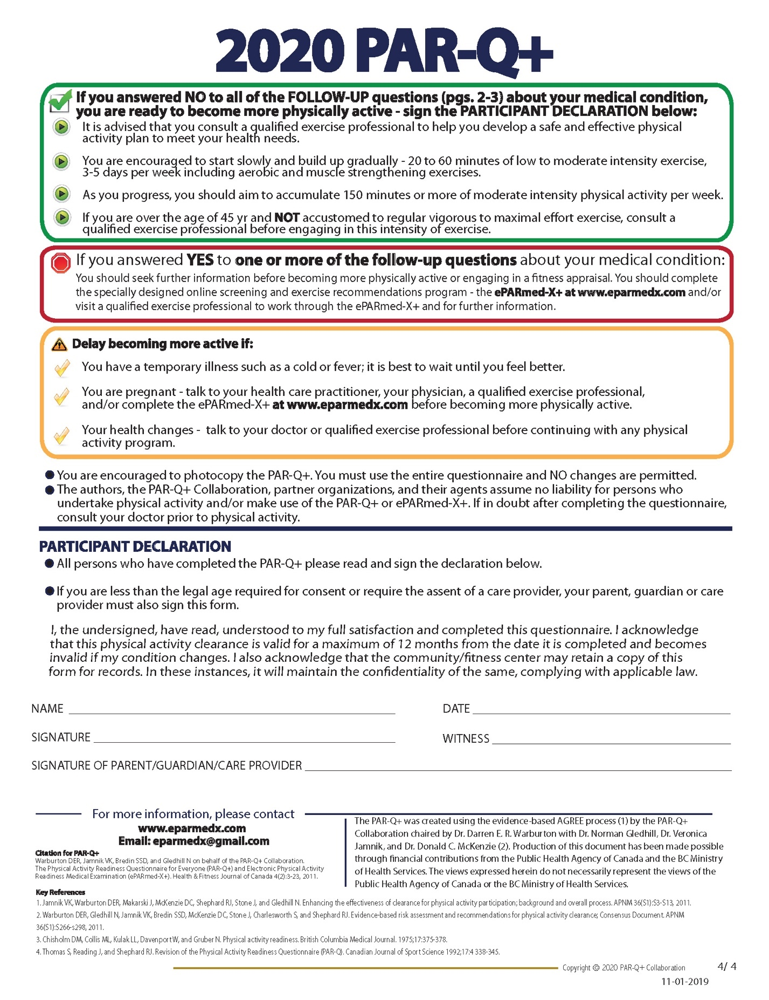 2020 PAR-Q+
If you answered NO to all of the FOLLOW-UP questions (pgs. 2-3) about your medical condition,
you are ready to become more physically active - sign the PARTICIPANT DECLARATION below:
It is advised that you consult a qualified exercise professional to help you develop a safe and effective physical
activity plan to meet your health needs.
You are encouraged to start slowly and build up gradually - 20 to 60 minutes of low to moderate intensity exercise,
3-5 days per week including aerobic and muscle strengthening exercises.
As you progress, you should aim to accumulate 150 minutes or more of moderate intensity physical activity per week.
If you are over the age of 45 yr and NOT accustomed to regular vigorous to maximal effort exercise, consult a
qualified exercise professional before engaging in this intensity of exercise.
If you answered YES to one or more of the follow-up questions about your medical condition:
You should seek further information before becoming more physically active or engaging in a fitness appraisal. You should complete
the specially designed online screening and exercise recommendations program - the ePARmed-X+ at www.eparmedx.com and/or
visit a qualified exercise professional to work through the ePARmed-X+ and for further information.
Delay becoming more active if:
You have a temporary illness such as a cold or fever; it is best to wait until you feel better.
You are pregnant - talk to your health care practitioner, your physician, a qualified exercise professional,
and/or complete the ePARmed-X+ at www.eparmedx.com before becoming more physically active.
Your health changes - talk to your doctor or qualified exercise professional before continuing with any physical
activity program.
● You are encouraged to photocopy the PAR-Q+. You must use the entire questionnaire and NO changes are permitted.
● The authors, the PAR-Q+ Collaboration, partner organizations, and their agents assume no liability for persons who
undertake physical activity and/or make use of the PAR-Q+ or ePARmed-X+. If in doubt after completing the questionnaire,
consult your doctor prior to physical activity.
PARTICIPANT DECLARATION
● All persons who have completed the PAR-Q+ please read and sign the declaration below.
● If you are less than the legal age required for consent or require the assent of a care provider, your parent, guardian or care
provider must also sign this form.
I, the undersigned, have read, understood to my full satisfaction and completed this questionnaire. I acknowledge
that this physical activity clearance is valid for a maximum of 12 months from the date it is completed and becomes
invalid if my condition changes. I also acknowledge that the community/fitness center may retain a copy of this
form for records. In these instances, it will maintain the confidentiality of the same, complying with applicable law.
NAME
DATE
SIGNATURE
WITNESS
SIGNATURE OF PARENT/GUARDIAN/CARE PROVIDER
For more information, please contact
www.eparmedx.com
Email: eparmedx@gmail.com
Citation for PAR-Q+
Warburton DER, Jamnik VK, Bredin SSD, and Gledhill N on behalf of the PAR-Q+ Collaboration.
The Physical Activity Readiness Questionnaire for Everyone (PAR-Q+) and Electronic Physical Activity
Readiness Medical Examination (ePARmed-X+). Health & Fitness Journal of Canada 4(2):3-23, 2011.
The PAR-Q+ was created using the evidence-based AGREE process (1) by the PAR-Q+
Collaboration chaired by Dr. Darren E. R. Warburton with Dr. Norman Gledhill, Dr. Veronica
Jamnik, and Dr. Donald C. McKenzie (2). Production of this document has been made possible
through financial contributions from the Public Health Agency of Canada and the BC Ministry
of Health Services. The views expressed herein do not necessarily represent the views of the
Public Health Agency of Canada or the BC Ministry of Health Services.
Key References
1. Jamnik VK, Warburton DER, Makarski J, McKenzie DC, Shephard RJ, Stone J, and Gledhill N. Enhancing the effectiveness of clearance for physical activity participation; background and overall process. APNM 36(S1):S3-S13, 2011.
2. Warburton DER, Gledhill N, Jamnik VK, Bredin SSD, McKenzie DC, Stone J, Charlesworth S, and Shephard RJ. Evidence-based risk assessment and recommendations for physical activity clearance; Consensus Document. APNM
36(S1):S266-s298, 2011.
3. Chisholm DM, Collis ML, Kulak LL, Davenport W, and Gruber N. Physical activity readiness. British Columbia Medical Journal. 1975;17:375-378.
4. Thomas S, Reading J, and Shephard RJ. Revision of the Physical Activity Readiness Questionnaire (PAR-Q). Canadian Journal of Sport Science 1992;17:4 338-345.
Copyright © 2020 PAR-Q+ Collaboration
4/ 4
11-01-2019